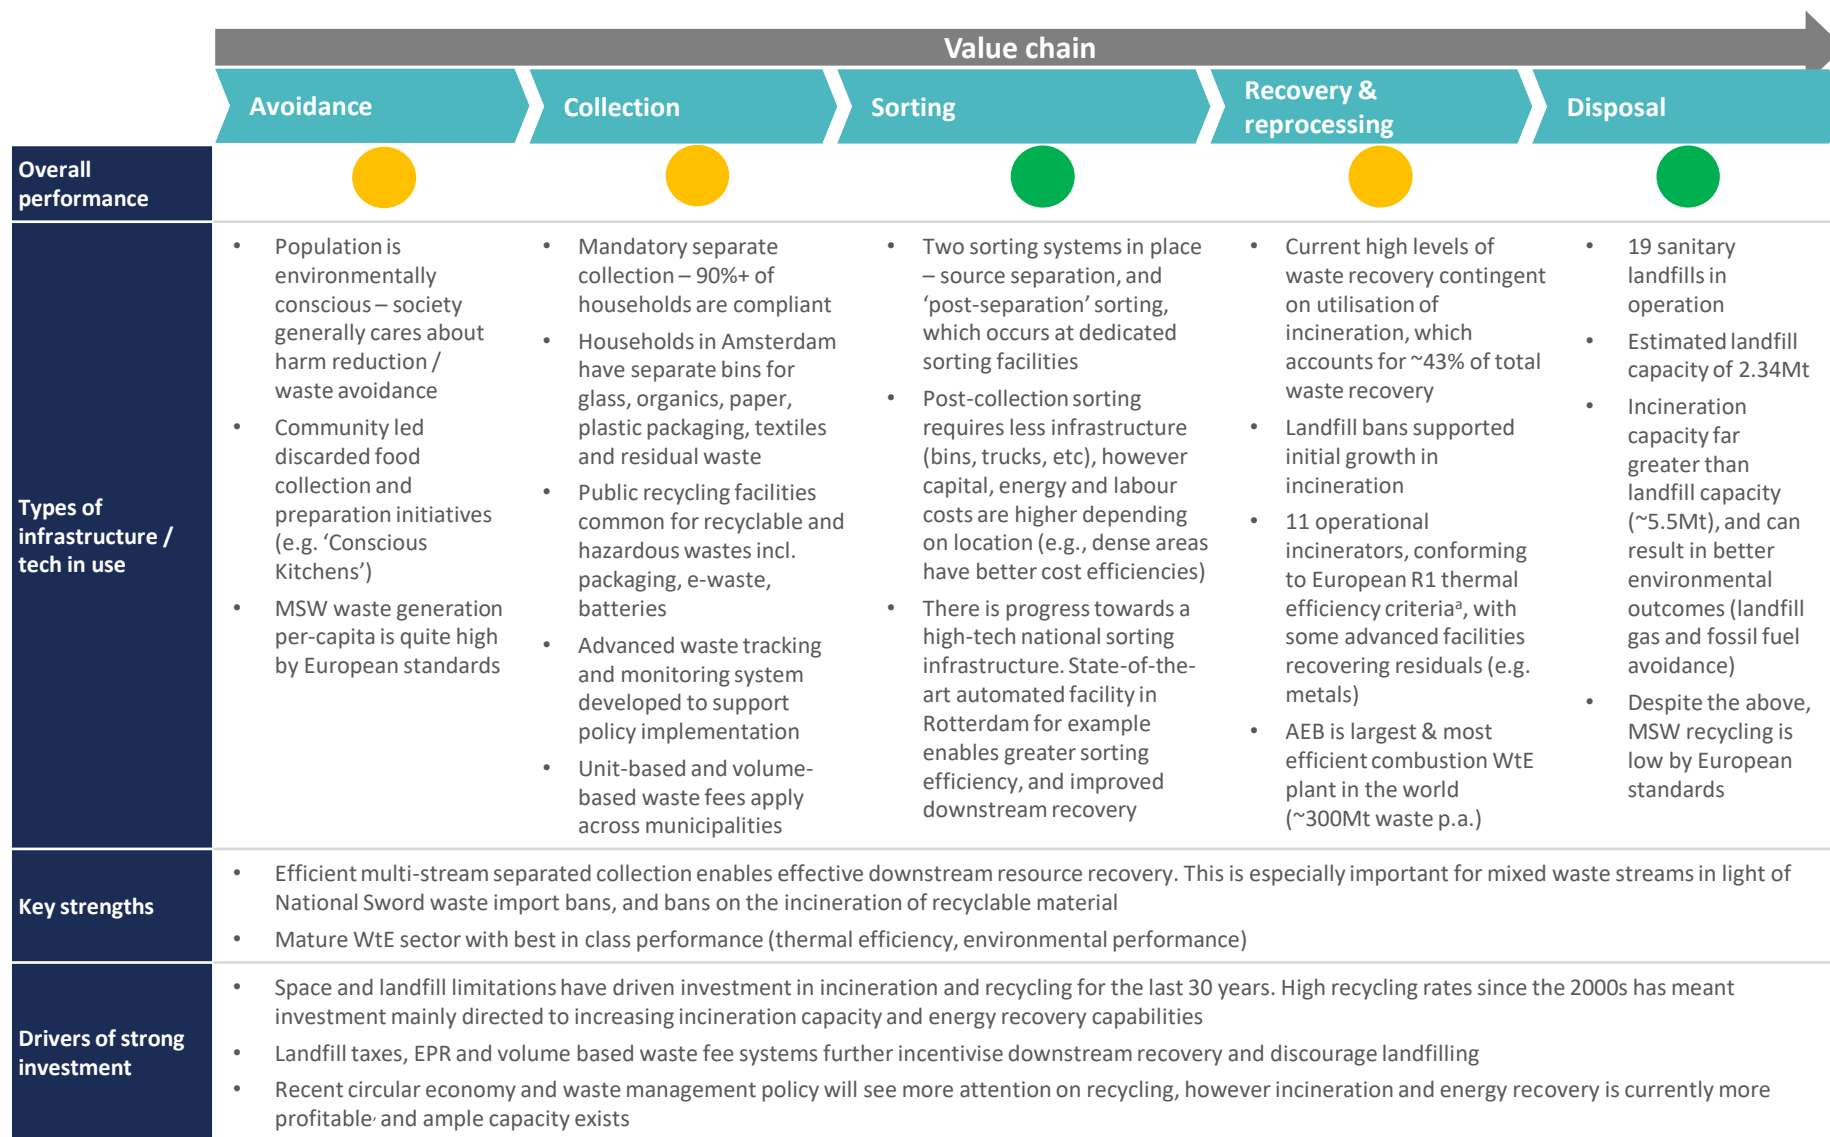 Value chain
Avoidance
Collection
Sorting
Recovery &
reprocessing
Disposal
Overall
performance
Types of
infrastructure /
tech in use
• Population is
environmentally
conscious – society
generally cares about
harm reduction /
waste avoidance
• Community led
discarded food
collection and
preparation initiatives
(e.g. ‘Conscious
Kitchens’)
• MSW waste generation
per-capita is quite high
by European standards
• Mandatory separate
collection – 90%+ of
households are compliant
• Households in Amsterdam
have separate bins for
glass, organics, paper,
plastic packaging, textiles
and residual waste
• Public recycling facilities
common for recyclable and
hazardous wastes incl.
packaging, e-waste,
batteries
• Advanced waste tracking
and monitoring system
developed to support
policy implementation
• Unit-based and volume-
based waste fees apply
across municipalities
• Two sorting systems in place
– source separation, and
‘post-separation’ sorting,
which occurs at dedicated
sorting facilities
• Post-collection sorting
requires less infrastructure
(bins, trucks, etc), however
capital, energy and labour
costs are higher depending
on location (e.g., dense areas
have better cost efficiencies)
• There is progress towards a
high-tech national sorting
infrastructure. State-of-the-
art automated facility in
Rotterdam for example
enables greater sorting
efficiency, and improved
downstream recovery
• Current high levels of
waste recovery contingent
on utilisation of
incineration, which
accounts for ~43% of total
waste recovery
• Landfill bans supported
initial growth in
incineration
• 11 operational
incinerators, conforming
to European R1 thermal
efficiency criteriaᵃ, with
some advanced facilities
recovering residuals (e.g.
metals)
• AEB is largest & most
efficient combustion WtE
plant in the world
(~300Mt waste p.a.)
• 19 sanitary
landfills in
operation
• Estimated landfill
capacity of 2.34Mt
• Incineration
capacity far
greater than
landfill capacity
(~5.5Mt), and can
result in better
environmental
outcomes (landfill
gas and fossil fuel
avoidance)
• Despite the above,
MSW recycling is
low by European
standards
Key strengths
• Efficient multi-stream separated collection enables effective downstream resource recovery. This is especially important for mixed waste streams in light of
National Sword waste import bans, and bans on the incineration of recyclable material
• Mature WtE sector with best in class performance (thermal efficiency, environmental performance)
Drivers of strong
investment
• Space and landfill limitations have driven investment in incineration and recycling for the last 30 years. High recycling rates since the 2000s has meant
investment mainly directed to increasing incineration capacity and energy recovery capabilities
• Landfill taxes, EPR and volume based waste fee systems further incentivise downstream recovery and discourage landfilling
• Recent circular economy and waste management policy will see more attention on recycling, however incineration and energy recovery is currently more
profitable, and ample capacity exists